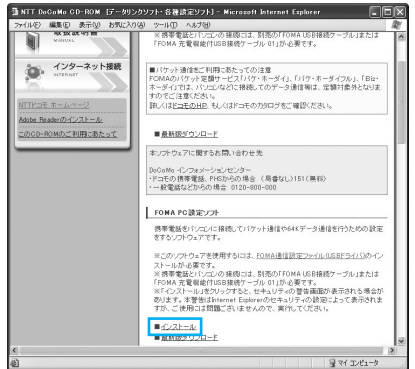 NTT DoCoMo CD-ROM [データリンクソフト・各種設定ソフト] - Microsoft Internet Explorer
ファイル(F) 編集(E) 表示(V) お気に入り(A) ツール(T) ヘルプ(H)
取扱説明書
MANUAL
インターネット接続
INTERNET
NTTドコモ ホームページ
Adobe Readerのインストール
このCD-ROMのご利用にあたって
※携帯電話とパソコンの接続には、別売の「FOMA USB接続ケーブル」または
「FOMA 充電機能付USB接続ケーブル 01」が必要です。
■パケット通信をご利用にあたっての注意
FOMAのパケット定額サービス「パケ・ホーダイ」、「パケ・ホーダイフル」、「Biz・
ホーダイ」では、パソコンなどに接続してのデータ通信等は、定額対象外となりま
すのでご注意ください。
詳しくはドコモのHP、もしくはドコモのカタログをご確認ください。
■最新版ダウンロード
本ソフトウェアに関するお問い合わせ先
DoCoMo インフォメーションセンター
・ドコモの携帯電話、PHSからの場合 (局番なし)151(無料)
・一般電話などからの場合 0120-800-000
FOMA PC設定ソフト
携帯電話をパソコンに接続してパケット通信や64Kデータ通信を行うための設定
をするソフトウェアです。
※このソフトウェアを使用するには、FOMA通信設定ファイル(USBドライバ)のイン
ストールが必要です。
※携帯電話とパソコンの接続には、別売の「FOMA USB接続ケーブル」または
「FOMA 充電機能付USB接続ケーブル 01」が必要です。
※「インストール」をクリックすると、セキュリティの警告画面が表示される場合が
あります。本警告はInternet Explorerのセキュリティの設定によって表示されま
すが、ご使用には問題ございませんので、実行してください。
■インストール
■最新版ダウンロード
マイ コンピュータ